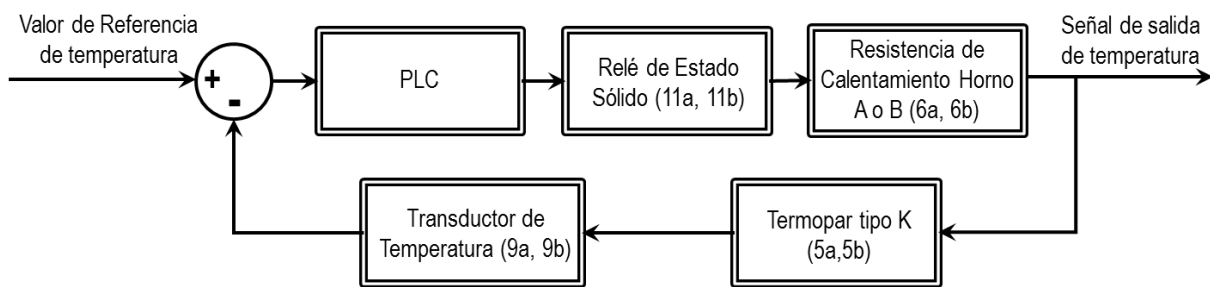 Valor de Referencia
de temperatura
+
-
PLC
Relé de Estado
Sólido (11a, 11b)
Resistencia de
Calentamiento Horno
A o B (6a, 6b)
Señal de salida
de temperatura
Transductor de
Temperatura (9a, 9b)
Termopar tipo K
(5a,5b)